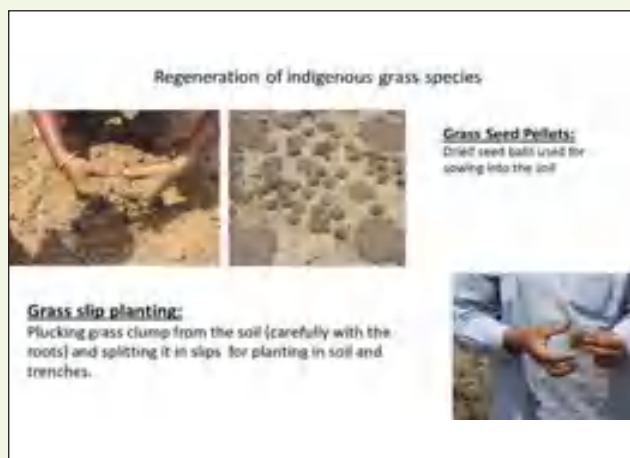 Regeneration of indigenous grass species
Grass Seed Pellets:
Dried seed balls used for
sowing into the soil
Grass slip planting:
Plucking grass clump from the soil (carefully with the
roots) and splitting it in slips for planting in soil and
trenches.